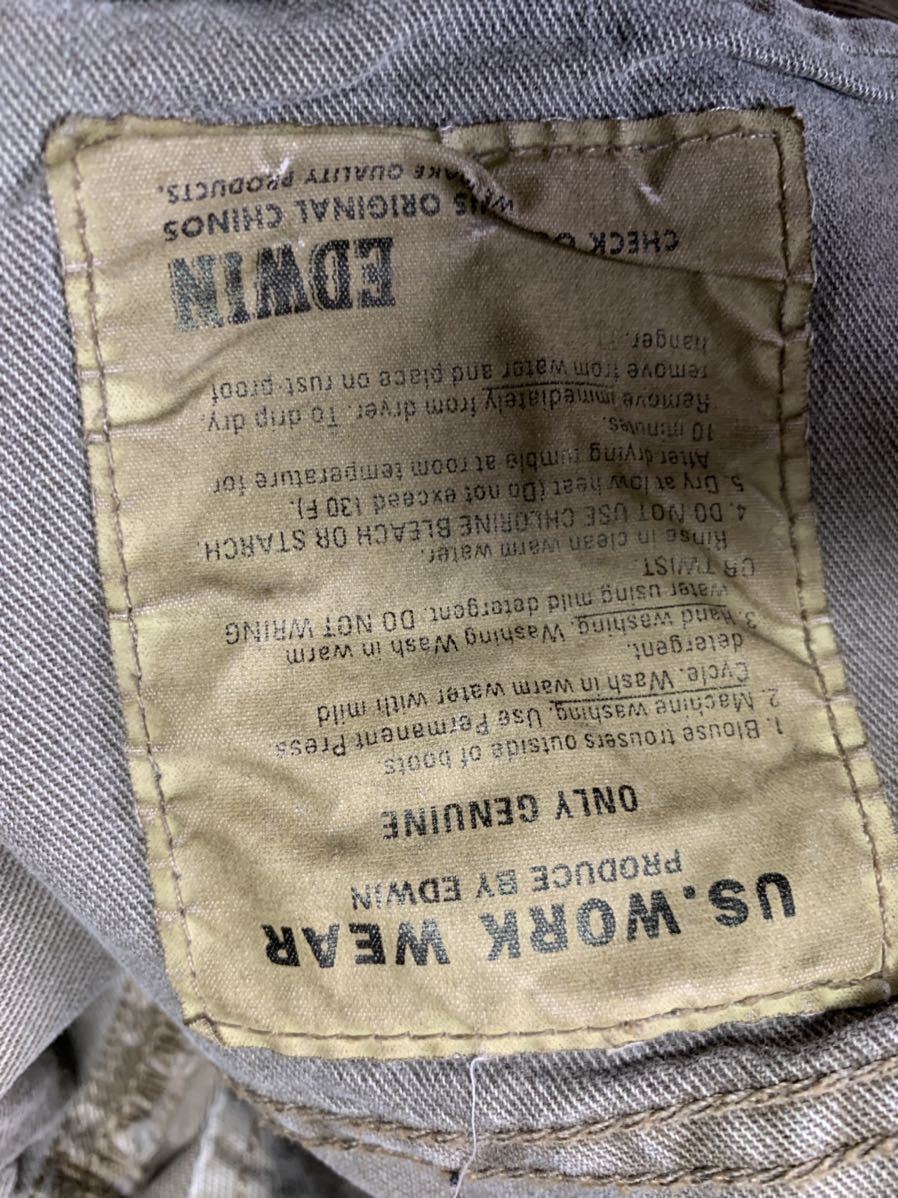 US.WORK WEAR
PRODUCE BY EDWIN
ONLY GENUINE
1. Blouse trousers outside of boots
2. Machine washing. Use Permanent Press.
Cycle. Wash in warm water with mild
detergent.
3. hand washing. Washing. Wash in warm
water using mild detergent. DO NOT WRING
OR TWIST.
Rinse in clean warm water.
4. DO NOT USE CHLORINE BLEACH OR STARCH.
5. Dry at low heat (Do not exceed 130 F).
After drying tumble at room temperature for
10 minutes.
Remove immediately from dryer. To drip dry,
remove from water and place on rust-proof
hanger.
EDWIN
CHECK
ORIGINAL CHINOS
MAKE QUALITY PRODUCTS.